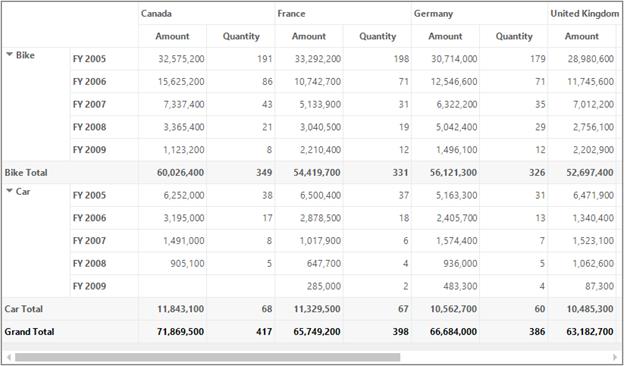 Canada France Germany United Kingdom
Amount Quantity Amount Quantity Amount Quantity Amount
Bike FY 2005 32,575,200 191 33,292,200 198 30,714,000 179 28,980,600
FY 2006 15,625,200 86 10,742,700 71 12,546,600 71 11,745,600
FY 2007 7,337,400 43 5,133,900 31 6,322,200 35 7,012,200
FY 2008 3,365,400 21 3,040,500 19 5,042,400 29 2,756,100
FY 2009 1,123,200 8 2,210,400 12 1,496,100 12 2,202,900
Bike Total 60,026,400 349 54,419,700 331 56,121,300 326 52,697,400
Car FY 2005 6,252,000 38 6,500,400 37 5,163,300 31 6,471,900
FY 2006 3,195,000 17 2,878,500 18 2,405,700 13 1,340,400
FY 2007 1,491,000 8 1,017,900 6 1,574,400 7 1,523,100
FY 2008 905,100 5 647,700 4 936,000 5 1,062,600
FY 2009 285,000 2 483,300 4 87,300
Car Total 11,843,100 68 11,329,500 67 10,562,700 60 10,485,300
Grand Total 71,869,500 417 65,749,200 398 66,684,000 386 63,182,700